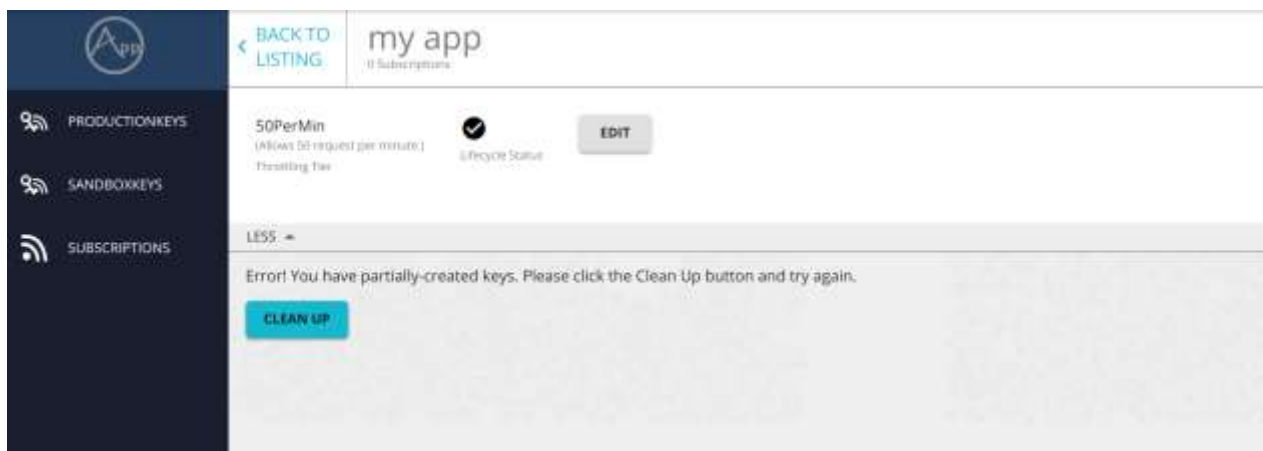 App
BACK TO
LISTING
my app
0 Subscriptions
PRODUCTIONKEYS
SANDBOXKEYS
SUBSCRIPTIONS
50PerMin
(Allows 50 request per minute.)
Throttling Tier
Lifecycle Status
EDIT
LESS
Error! You have partially-created keys. Please click the Clean Up button and try again.
CLEAN UP